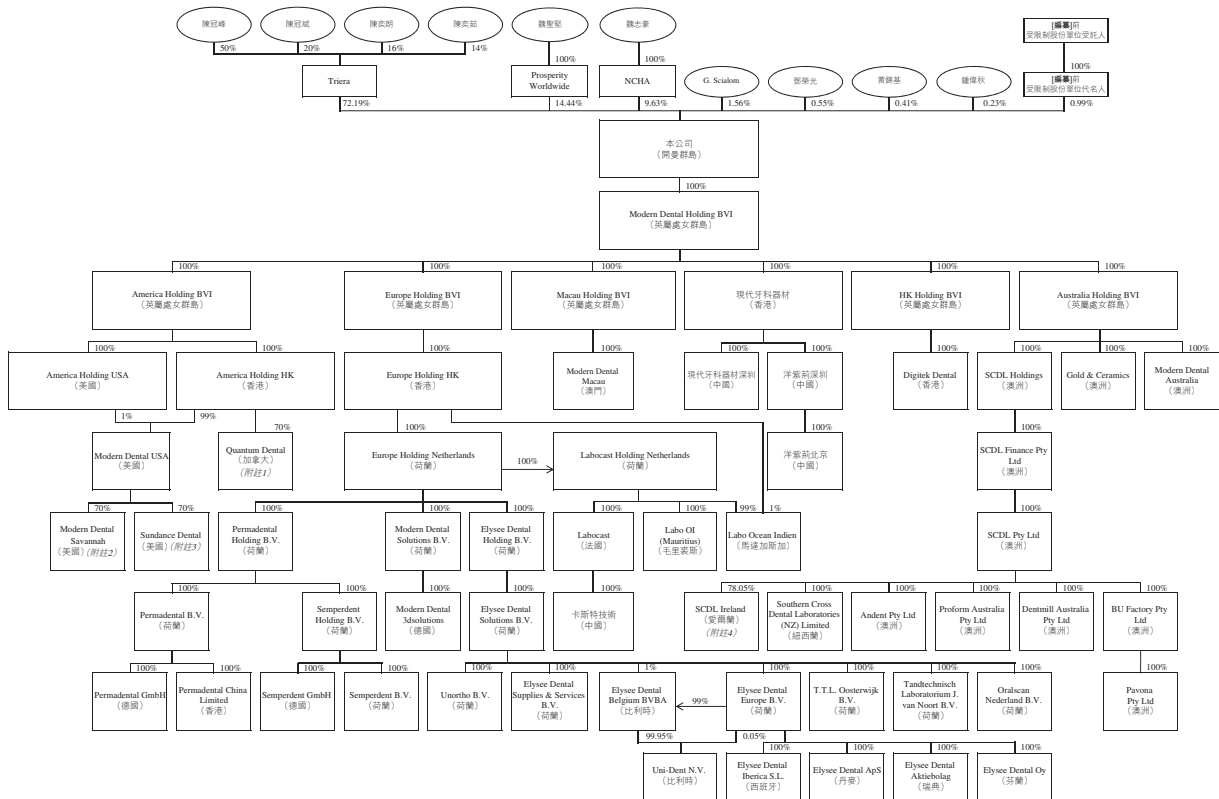 陳冠峰
陳冠斌
陳奕朗
陳奕茹
魏聖堅
魏志豪
[編纂]前
受限制股份單位受託人
50%
20%
16%
14%
100%
100%
100%
Triera
Prosperity
Worldwide
NCHA
G. Scialom
鄧榮光
黃錦基
鍾偉秋
[編纂]前
受限制股份單位代名人
72.19%
14.44%
9.63%
1.56%
0.55%
0.41%
0.23%
0.99%
本公司
（開曼群島）
100%
Modern Dental Holding BVI
（英屬處女群島）
100%
100%
100%
100%
100%
100%
America Holding BVI
（英屬處女群島）
Europe Holding BVI
（英屬處女群島）
Macau Holding BVI
（英屬處女群島）
現代牙科器材
（香港）
HK Holding BVI
（英屬處女群島）
Australia Holding BVI
（英屬處女群島）
100%
100%
100%
100%
100%
100%
100%
100%
100%
100%
America Holding USA
（美國）
America Holding HK
（香港）
Europe Holding HK
（香港）
Modern Dental
Macau
（澳門）
現代牙科器材深圳
（中國）
洋紫荊深圳
（中國）
Digitek Dental
（香港）
SCDL Holdings
（澳洲）
Gold & Ceramics
（澳洲）
Modern Dental
Australia
（澳洲）
1%
99%
70%
100%
100%
100%
100%
Modern Dental USA
（美國）
Quantum Dental
（加拿大）
（附註1）
Europe Holding Netherlands
（荷蘭）
Labocast Holding Netherlands
（荷蘭）
洋紫荊北京
（中國）
SCDL Finance Pty
Ltd
（澳洲）
70%
70%
100%
100%
100%
100%
100%
99%
1%
100%
Modern Dental
Savannah
（美國）（附註2）
Sundance Dental
（美國）（附註3）
Permadental
Holding B.V.
（荷蘭）
Modern Dental
Solutions B.V.
（荷蘭）
Elysee Dental
Holding B.V.
（荷蘭）
Labocast
（法國）
Labo OI
(Mauritius)
（毛里裘斯）
Labo Ocean Indien
（馬達加斯加）
SCDL Pty Ltd
（澳洲）
100%
100%
100%
100%
100%
78.05%
100%
100%
100%
100%
100%
Permadental B.V.
（荷蘭）
Semperdent
Holding B.V.
（荷蘭）
Modern Dental
3dsolutions
（德國）
Elysee Dental
Solutions B.V.
（荷蘭）
卡斯特技術
（中國）
SCDL Ireland
（愛爾蘭）
（附註4）
Southern Cross
Dental Laboratories
(NZ) Limited
（紐西蘭）
Andent Pty Ltd
（澳洲）
Proform Australia
Pty Ltd
（澳洲）
Dentmill Australia
Pty Ltd
（澳洲）
BU Factory Pty
Ltd
（澳洲）
100%
100%
100%
100%
100%
100%
1%
100%
100%
100%
100%
100%
Permadental GmbH
（德國）
Permadental China
Limited
（香港）
Semperdent GmbH
（德國）
Semperdent B.V.
（荷蘭）
Unortho B.V.
（荷蘭）
Elysee Dental
Supplies & Services
B.V.
（荷蘭）
Elysee Dental
Belgium BVBA
（比利時）
99%
Elysee Dental
Europe B.V.
（荷蘭）
T.T.L. Oosterwijk B.V.
（荷蘭）
Tandtechnisch
Laboratorium J.
van Noort B.V.
（荷蘭）
Oralscan
Nederland B.V.
（荷蘭）
Pavona
Pty Ltd
（澳洲）
99.95%
0.05%
100%
100%
100%
100%
Uni-Dent N.V.
（比利時）
Elysee Dental
Iberica S.L.
（西班牙）
Elysee Dental ApS
（丹麥）
Elysee Dental
Aktiebolag
（瑞典）
Elysee Dental Oy
（芬蘭）